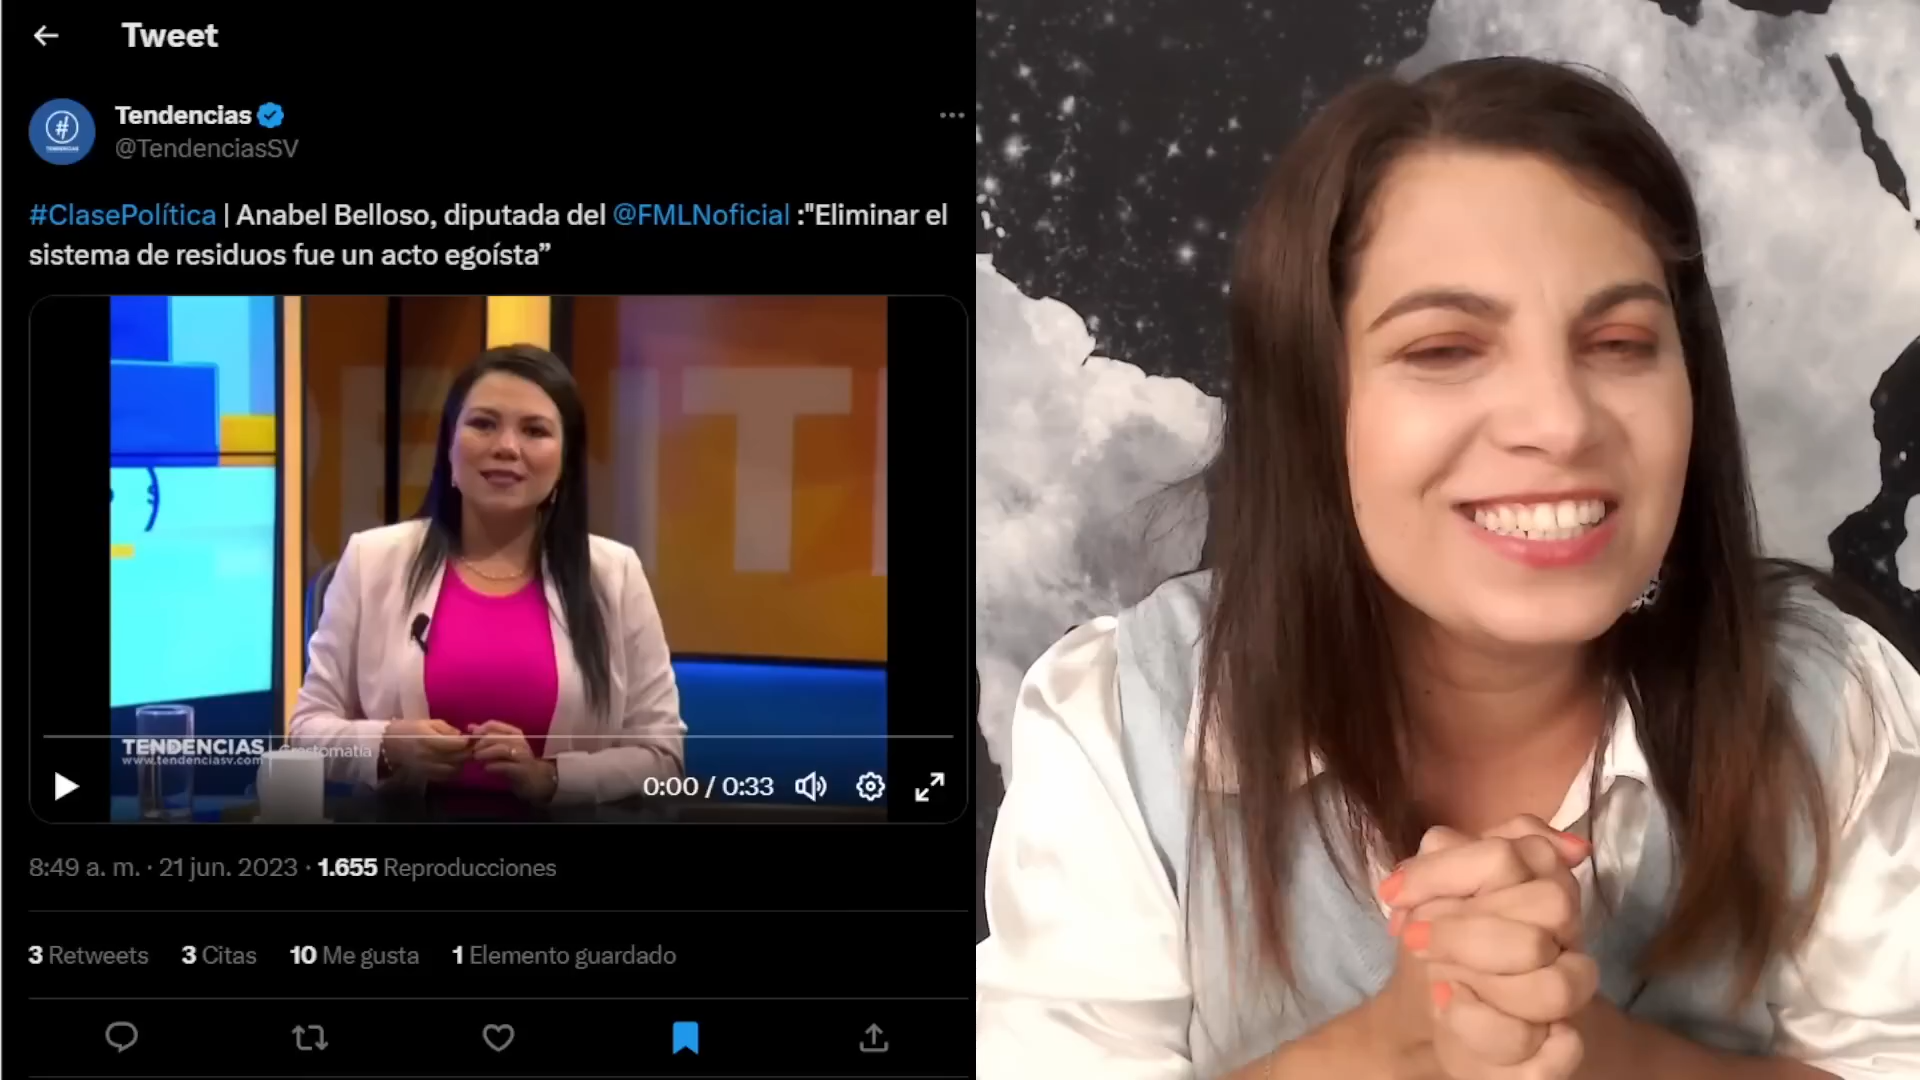 Tweet
Tendencias
@TendenciasSV
#ClasePolítica | Anabel Belloso, diputada del @FMLNoficial :"Eliminar el
sistema de residuos fue un acto egoísta”
TENDENCIAS
www.tendenciasv.com
Crestomatía
0:00 / 0:33
8:49 a. m. · 21 jun. 2023 · 1.655 Reproducciones
3 Retweets 3 Citas 10 Me gusta 1 Elemento guardado